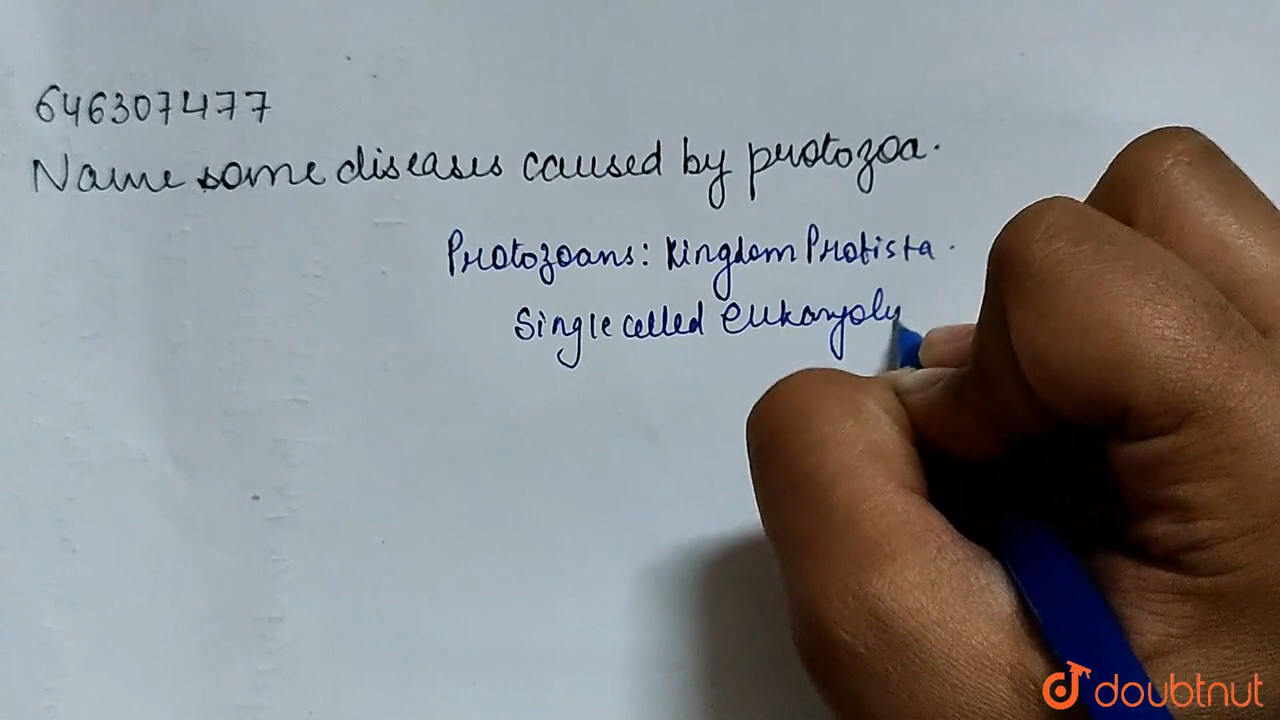 646307477
Name some diseases caused by protozoa.
Protozoans: Kingdom Protista.
Single celled eukaryoly
doubtnut